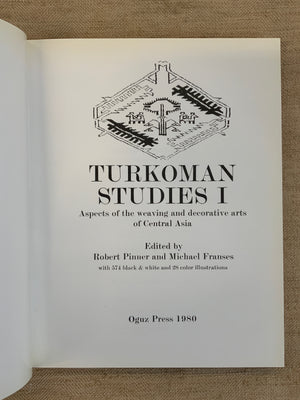 TURKOMAN
STUDIES I
Aspects of the weaving and decorative arts
of Central Asia
Edited by
Robert Pinner and Michael Franses
with 574 black & white and 28 color illustrations
Oguz Press 1980